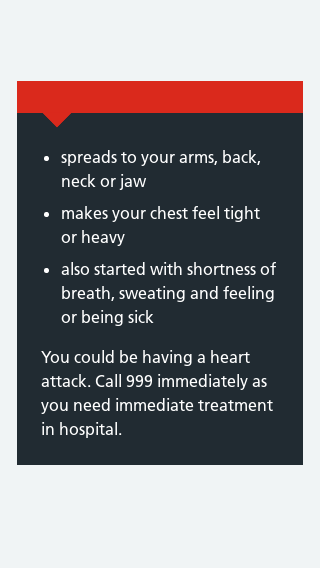 • spreads to your arms, back,
neck or jaw
• makes your chest feel tight
or heavy
• also started with shortness of
breath, sweating and feeling
or being sick
You could be having a heart
attack. Call 999 immediately as
you need immediate treatment
in hospital.